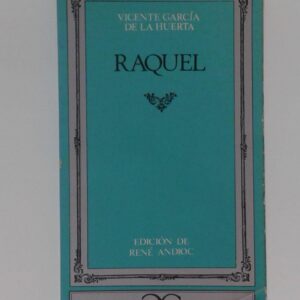 VICENTE GARCÍA
DE LA HUERTA
RAQUEL
EDICIÓN DE
RENÉ ANDIOC